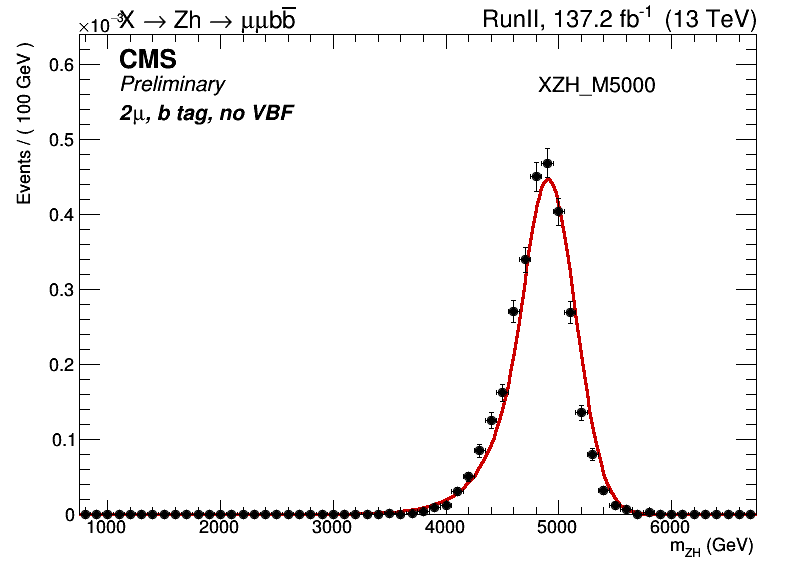 ×10⁻³ X → Zh → μμbb̅ RunII, 137.2 fb⁻¹ (13 TeV)
CMS
Preliminary
2μ, b tag, no VBF
XZH_M5000
Events / ( 100 GeV )
0.6
0.5
0.4
0.3
0.2
0.1
0
1000 2000 3000 4000 5000 6000
m_ZH (GeV)